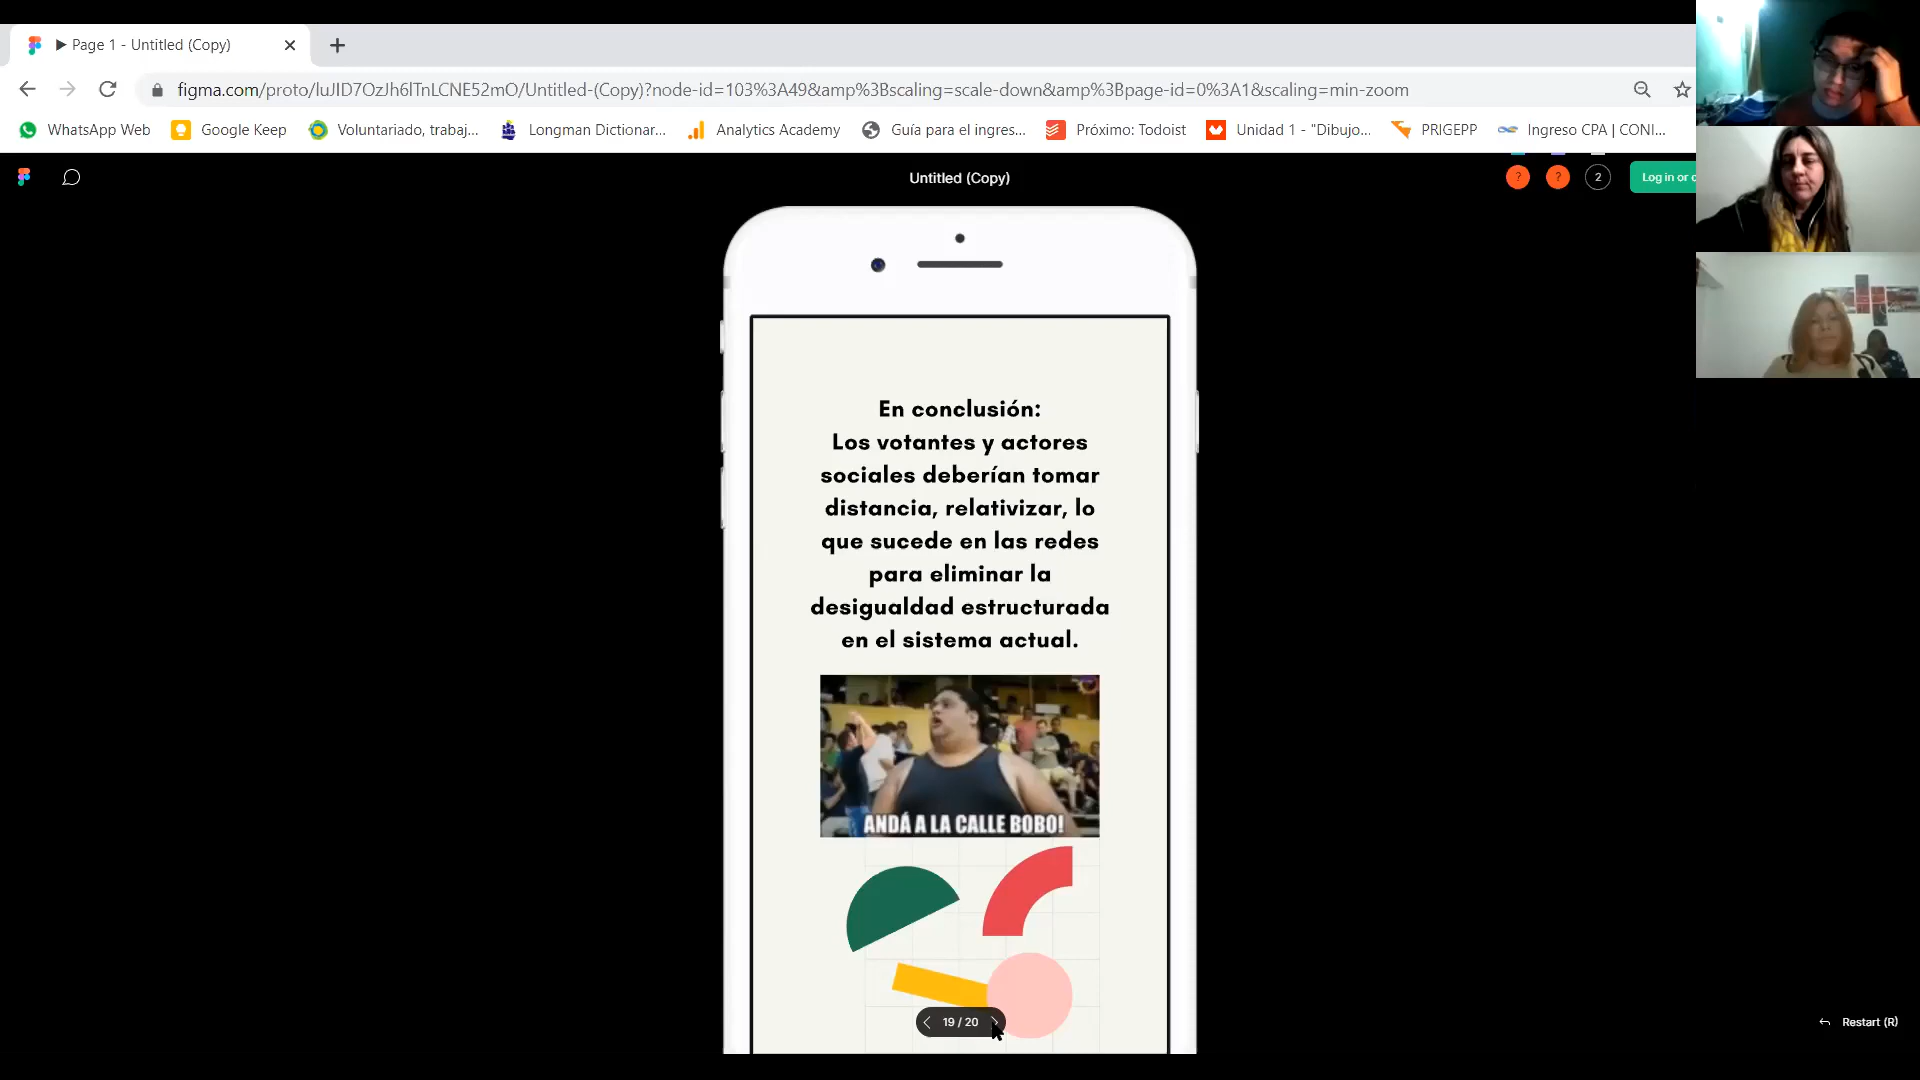 Page 1 - Untitled (Copy)
figma.com/proto/luJID7OzJh6lTnLCNE52mO/Untitled-(Copy)?node-id=103%3A49&amp%3Bscaling=scale-down&amp%3Bpage-id=0%3A1&scaling=min-zoom
WhatsApp Web Google Keep Voluntariado, trabaj... Longman Dictionar... Analytics Academy Guía para el ingres... Próximo: Todoist Unidad 1 - "Dibujo... PRIGEPP Ingreso CPA | CONI...
Untitled (Copy)
? ? 2 Log in or c
En conclusión:
Los votantes y actores
sociales deberían tomar
distancia, relativizar, lo
que sucede en las redes
para eliminar la
desigualdad estructurada
en el sistema actual.
ANDÁ A LA CALLE BOBO!
19 / 20
Restart (R)